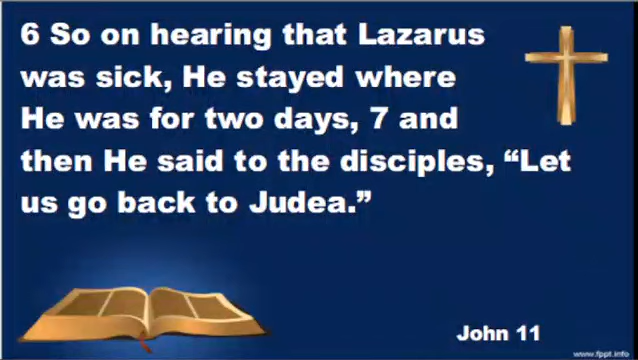 6 So on hearing that Lazarus
was sick, He stayed where
He was for two days, 7 and
then He said to the disciples, “Let
us go back to Judea.”
John 11
www.fppt.info